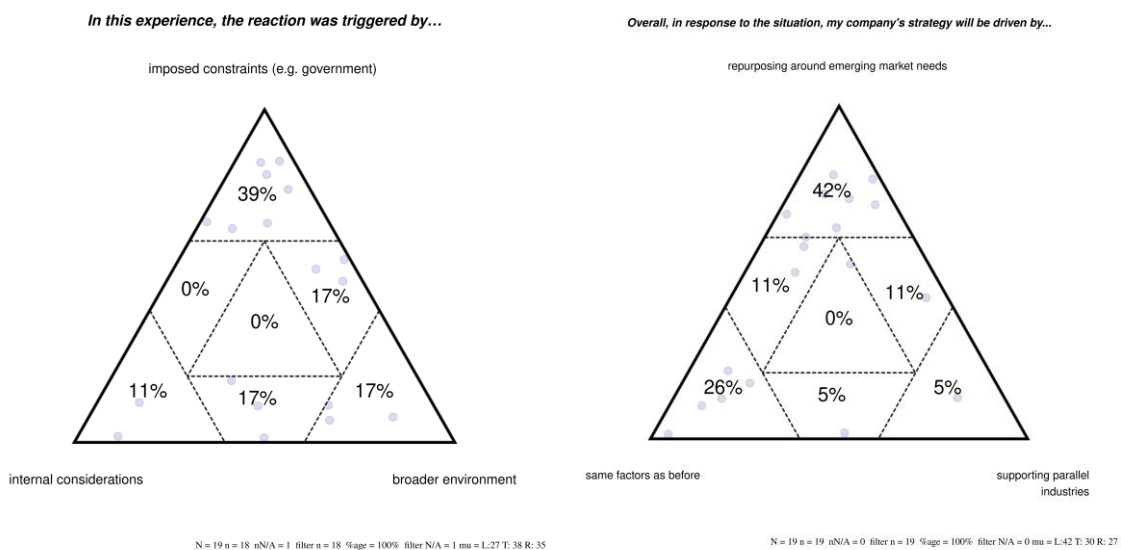 In this experience, the reaction was triggered by…
imposed constraints (e.g. government)
39%
0%
17%
0%
11%
17%
17%
internal considerations
broader environment
N = 19 n = 18 nN/A = 1 filter n = 18 %age = 100% filter N/A = 1 mu = L:27 T: 38 R: 35
Overall, in response to the situation, my company's strategy will be driven by...
repurposing around emerging market needs
42%
11%
11%
0%
26%
5%
5%
same factors as before
supporting parallel
industries
N = 19 n = 19 nN/A = 0 filter n = 19 %age = 100% filter N/A = 0 mu = L:42 T: 30 R: 27